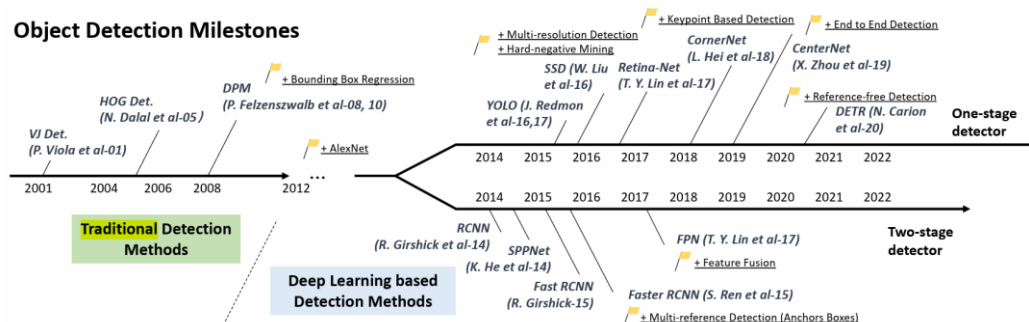 Object Detection Milestones
+ Bounding Box Regression
DPM
(P. Felzenszwalb et al-08, 10)
HOG Det.
(N. Dalal et al-05)
VJ Det.
(P. Viola et al-01)
+ AlexNet
...
+ Multi-resolution Detection
+ Hard-negative Mining
SSD (W. Liu
et al-16)
YOLO (J. Redmon
et al-16,17)
+ Keypoint Based Detection
Retina-Net
(T. Y. Lin et al-17)
CornerNet
(L. Hei et al-18)
+ End to End Detection
CenterNet
(X. Zhou et al-19)
+ Reference-free Detection
DETR (N. Carion
et al-20)
One-stage
detector
2014 2015 2016 2017 2018 2019 2020 2021 2022
2001 2004 2006 2008 2012
2014 2015 2016 2017 2018 2019 2020 2021 2022
Two-stage
detector
Traditional Detection
Methods
Deep Learning based
Detection Methods
RCNN
(R. Girshick et al-14)
SPPNet
(K. He et al-14)
Fast RCNN
(R. Girshick-15)
Faster RCNN (S. Ren et al-15)
+ Multi-reference Detection (Anchors Boxes)
FPN (T. Y. Lin et al-17)
+ Feature Fusion